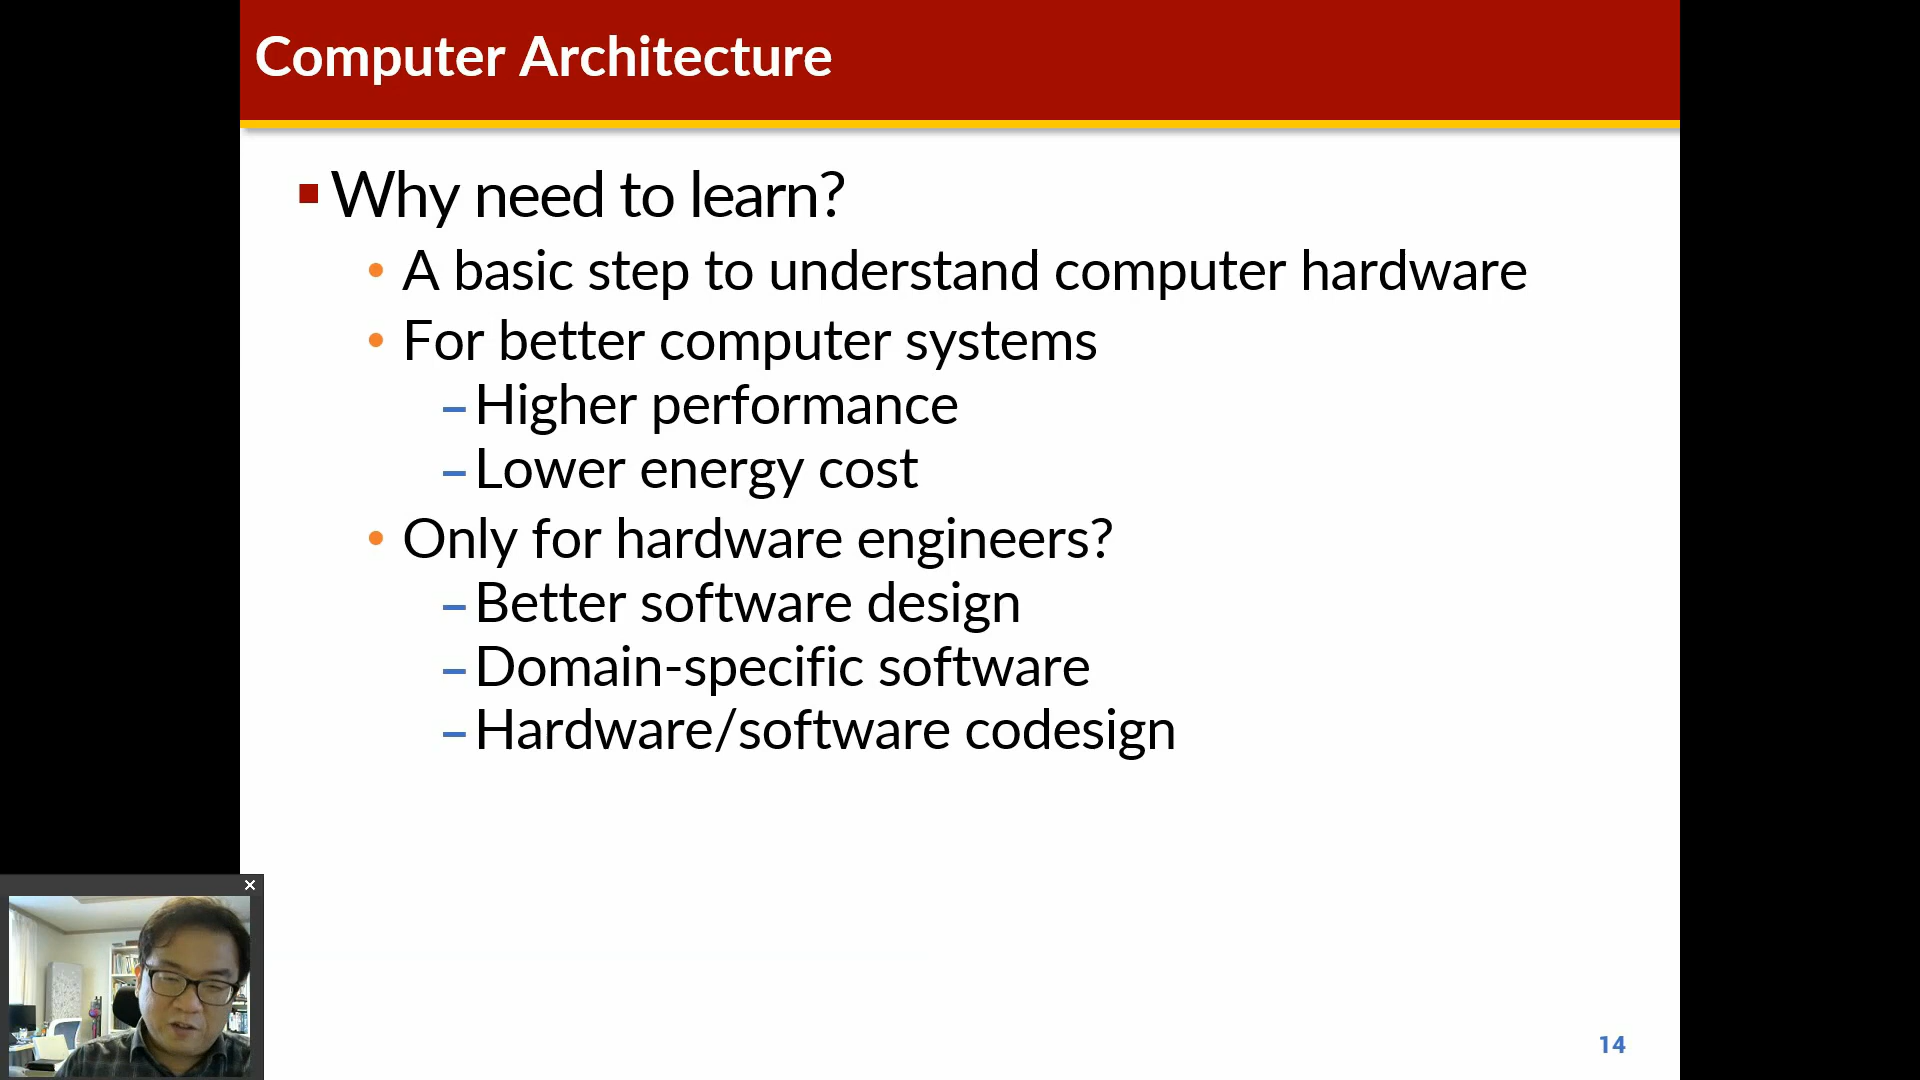 Computer Architecture
Why need to learn?
A basic step to understand computer hardware
For better computer systems
Higher performance
Lower energy cost
Only for hardware engineers?
Better software design
Domain-specific software
Hardware/software codesign
14